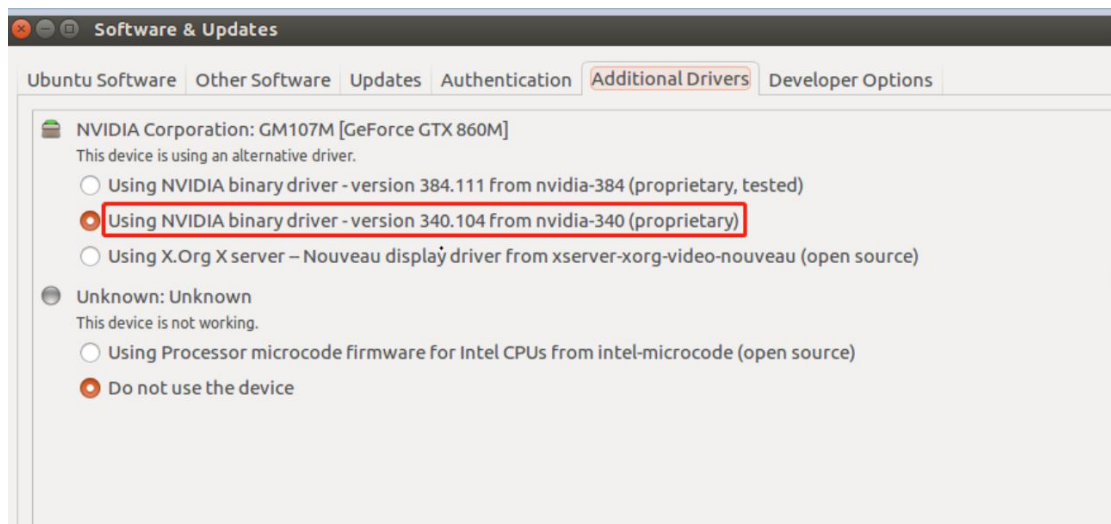 Software & Updates
Ubuntu Software Other Software Updates Authentication Additional Drivers Developer Options
NVIDIA Corporation: GM107M [GeForce GTX 860M]
This device is using an alternative driver.
Using NVIDIA binary driver - version 384.111 from nvidia-384 (proprietary, tested)
Using NVIDIA binary driver - version 340.104 from nvidia-340 (proprietary)
Using X.Org X server – Nouveau display driver from xserver-xorg-video-nouveau (open source)
Unknown: Unknown
This device is not working.
Using Processor microcode firmware for Intel CPUs from intel-microcode (open source)
Do not use the device